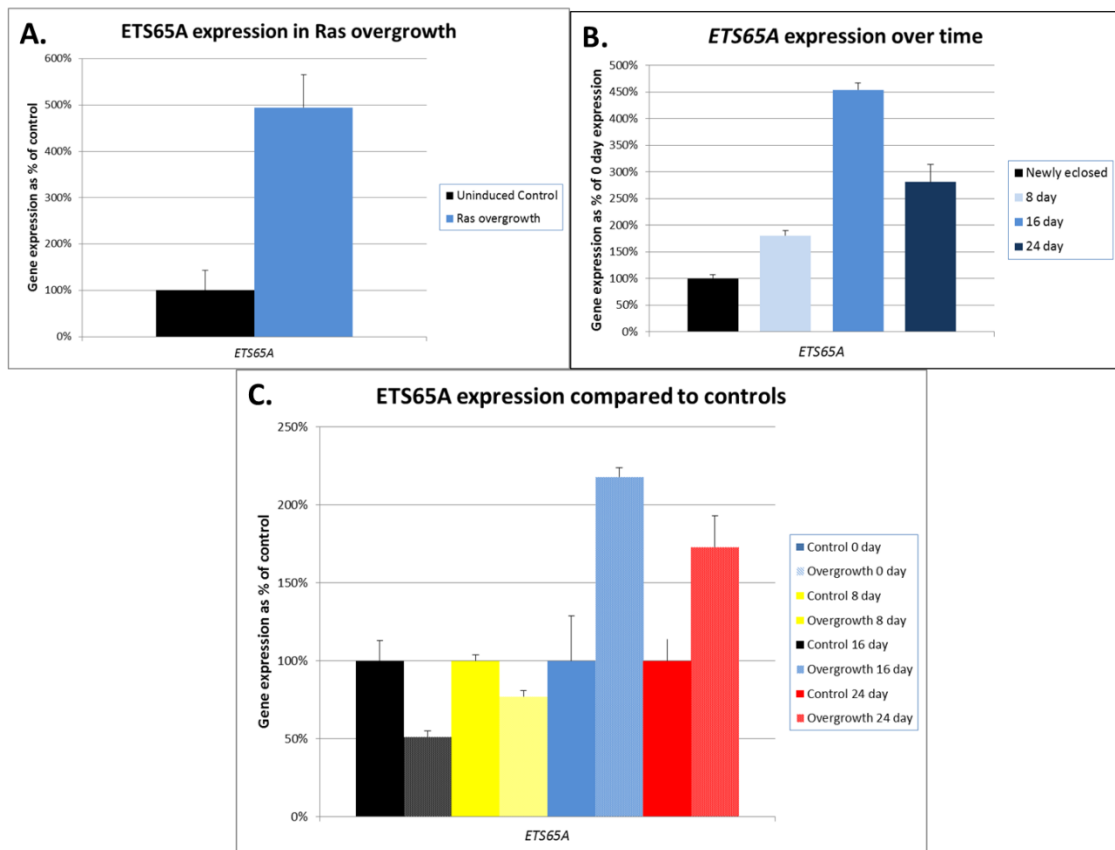 A.
ETS65A expression in Ras overgrowth
Gene expression as % of control
600%
500%
400%
300%
200%
100%
0%
ETS65A
Uninduced Control
Ras overgrowth
B.
ETS65A expression over time
Gene expression as % of 0 day expression
500%
450%
400%
350%
300%
250%
200%
150%
100%
50%
0%
ETS65A
Newly eclosed
8 day
16 day
24 day
C.
ETS65A expression compared to controls
Gene expression as % of control
250%
200%
150%
100%
50%
0%
ETS65A
Control 0 day
Overgrowth 0 day
Control 8 day
Overgrowth 8 day
Control 16 day
Overgrowth 16 day
Control 24 day
Overgrowth 24 day